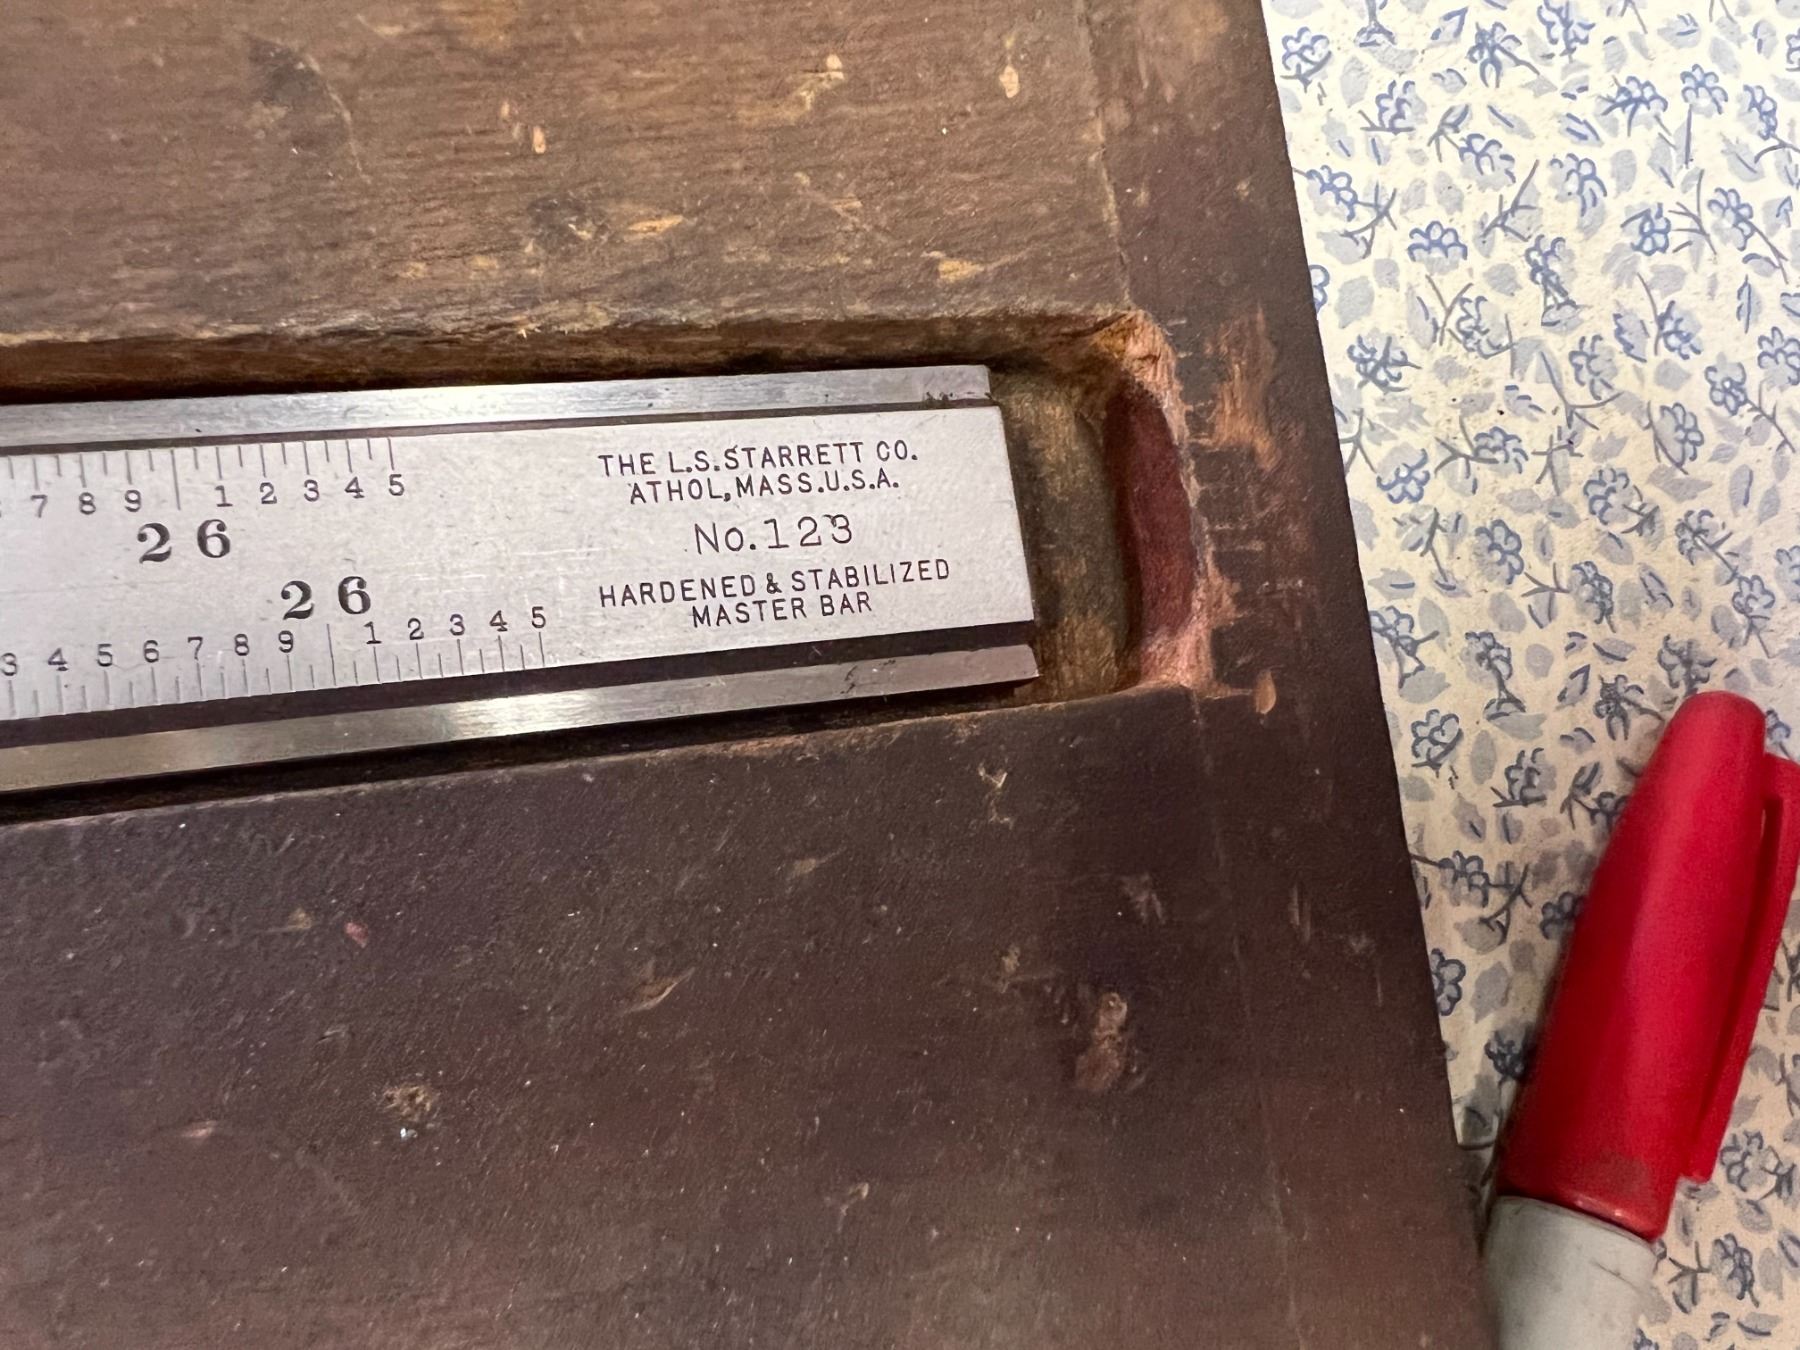 7 8 9 1 2 3 4 5
26
THE L.S.STARRETT CO.
ATHOL, MASS.U.S.A.
No.123
HARDENED & STABILIZED
MASTER BAR
26
3 4 5 6 7 8 9 1 2 3 4 5